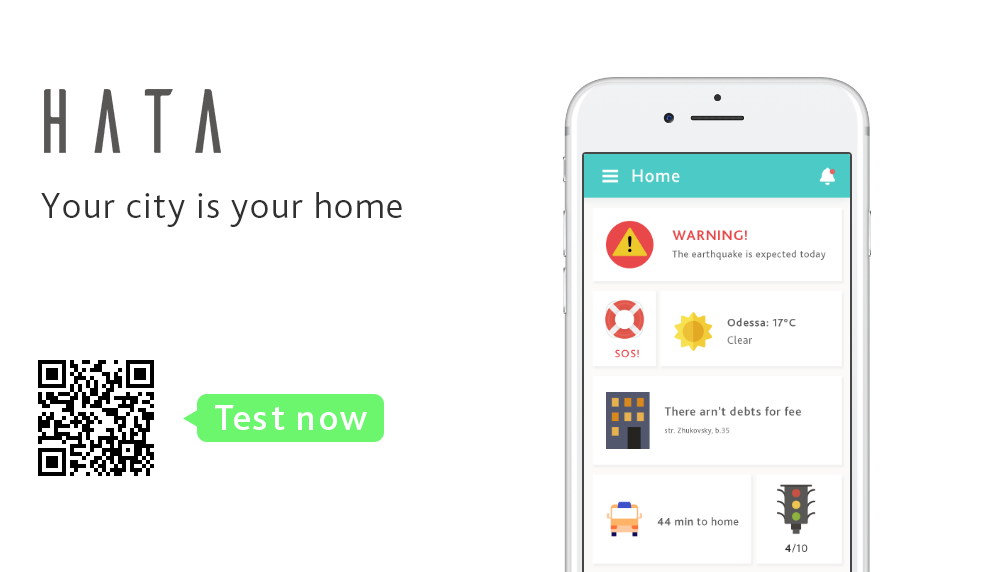 HATA
Your city is your home
Test now
Home
WARNING!
The earthquake is expected today
SOS!
Odessa: 17°C
Clear
There arn't debts for fee
str. Zhukovsky, b.35
44 min to home
4/10